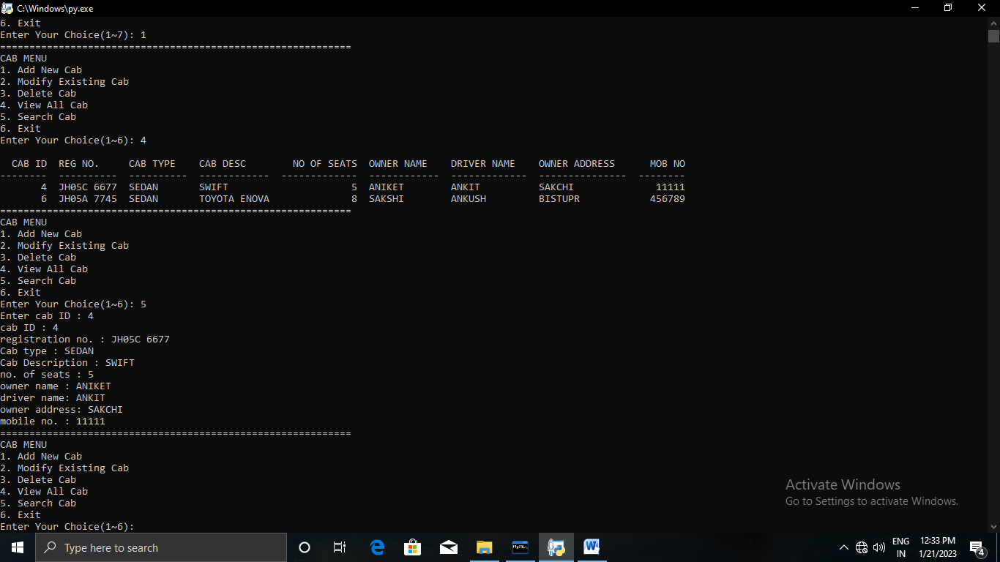 C:\Windows\py.exe
6. Exit
Enter Your Choice(1~7): 1
============================================================
CAB MENU
1. Add New Cab
2. Modify Existing Cab
3. Delete Cab
4. View All Cab
5. Search Cab
6. Exit
Enter Your Choice(1~6): 4
  CAB ID  REG NO.     CAB TYPE    CAB DESC        NO OF SEATS  OWNER NAME    DRIVER NAME    OWNER ADDRESS      MOB NO
--------  ----------  ----------  ------------  -------------  ------------  -------------  ---------------  --------
       4  JH05C 6677  SEDAN       SWIFT                     5  ANIKET        ANKIT          SAKCHI              11111
       6  JH05A 7745  SEDAN       TOYOTA ENOVA              8  SAKSHI        ANKUSH         BISTUPR            456789
============================================================
CAB MENU
1. Add New Cab
2. Modify Existing Cab
3. Delete Cab
4. View All Cab
5. Search Cab
6. Exit
Enter Your Choice(1~6): 5
Enter cab ID : 4
cab ID : 4
registration no. : JH05C 6677
Cab type : SEDAN
Cab Description : SWIFT
no. of seats : 5
owner name : ANIKET
driver name: ANKIT
owner address: SAKCHI
mobile no. : 11111
============================================================
CAB MENU
1. Add New Cab
2. Modify Existing Cab
3. Delete Cab
4. View All Cab
5. Search Cab
6. Exit
Enter Your Choice(1~6):
Activate Windows
Go to Settings to activate Windows.
Type here to search
MySQL
W
ENG
IN
12:33 PM
1/21/2023
4